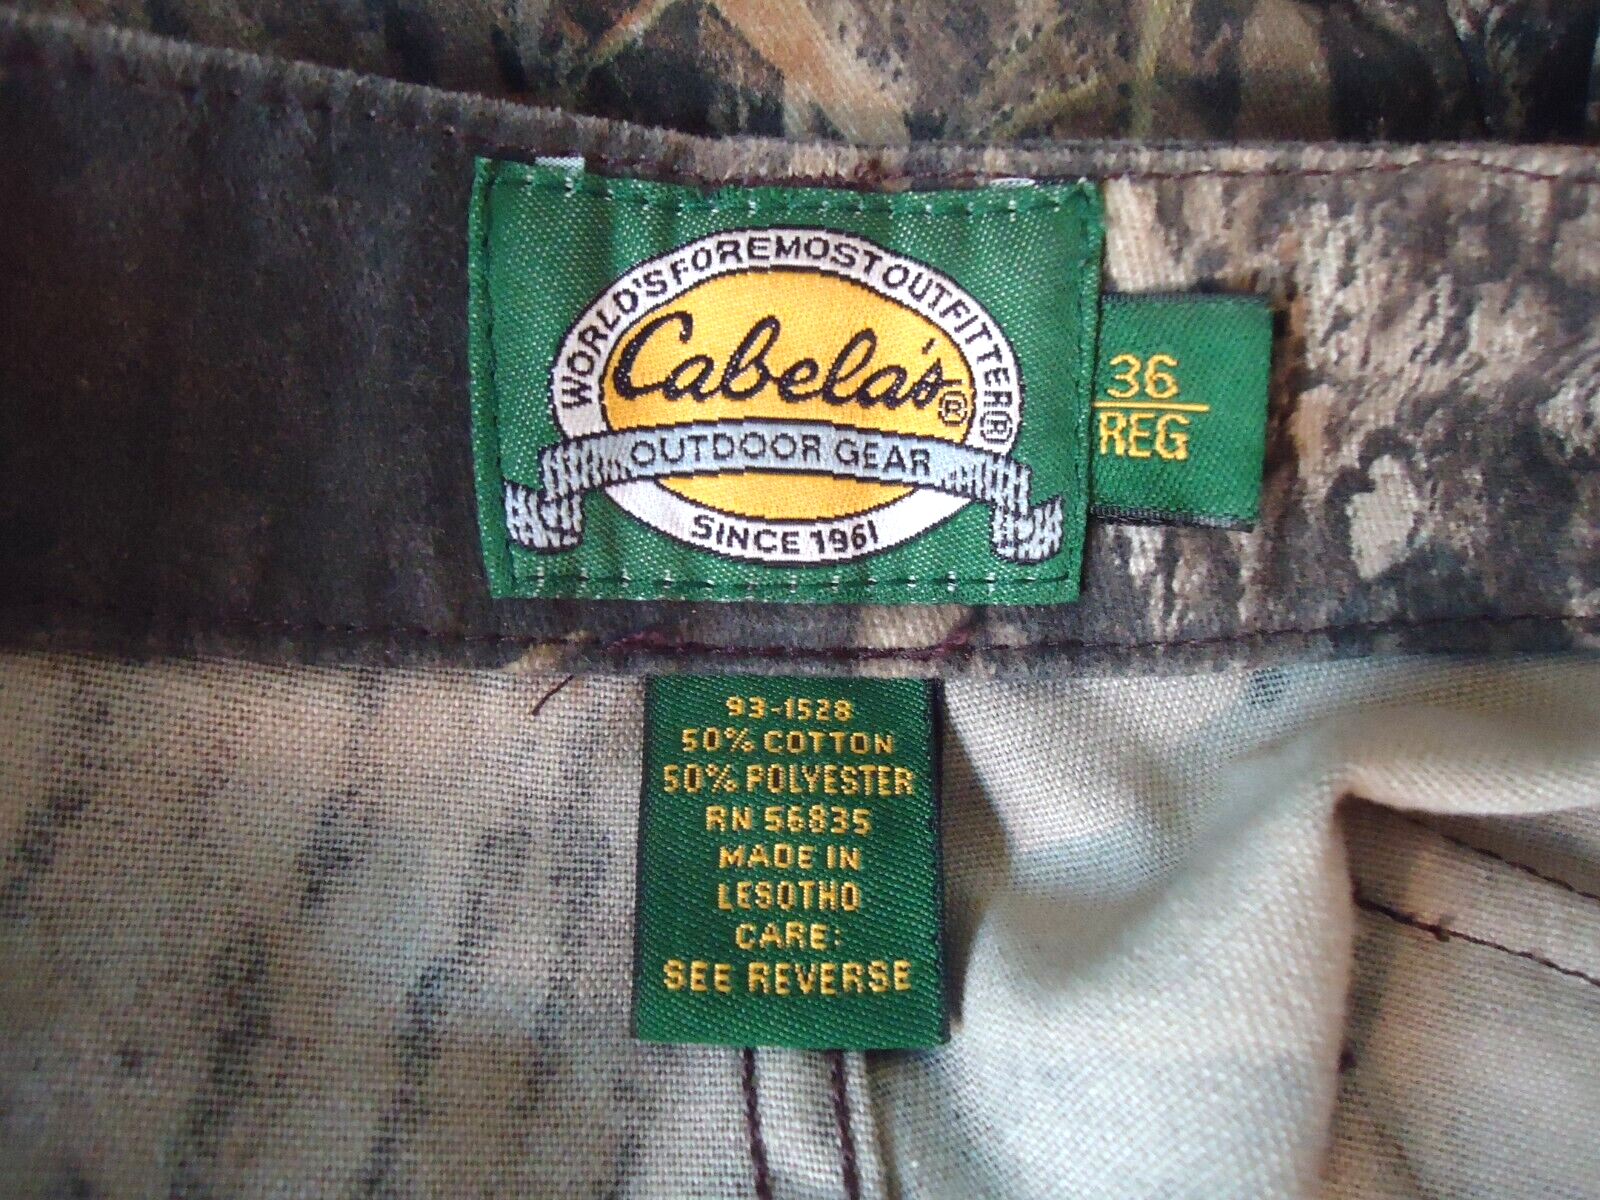 WORLD'S FOREMOST OUTFITTER®
Cabela's®
OUTDOOR GEAR
SINCE 1961
36
REG
93-1528
50% COTTON
50% POLYESTER
RN 56835
MADE IN
LESOTHO
CARE:
SEE REVERSE